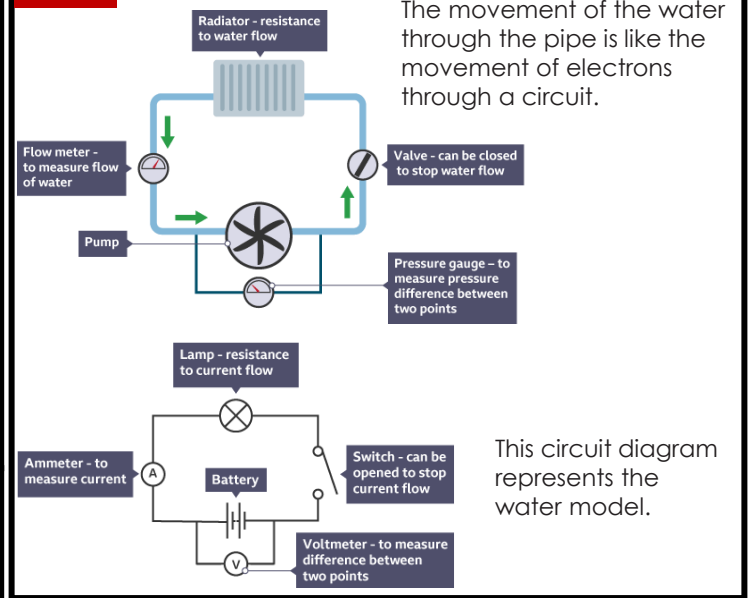 Radiator - resistance
to water flow
The movement of the water
through the pipe is like the
movement of electrons
through a circuit.
Flow meter -
to measure flow
of water
Valve - can be closed
to stop water flow
Pump
Pressure gauge – to
measure pressure
difference between
two points
Lamp - resistance
to current flow
Ammeter - to
measure current
A
Battery
Switch - can be
opened to stop
current flow
This circuit diagram
represents the
water model.
V
Voltmeter - to measure
difference between
two points